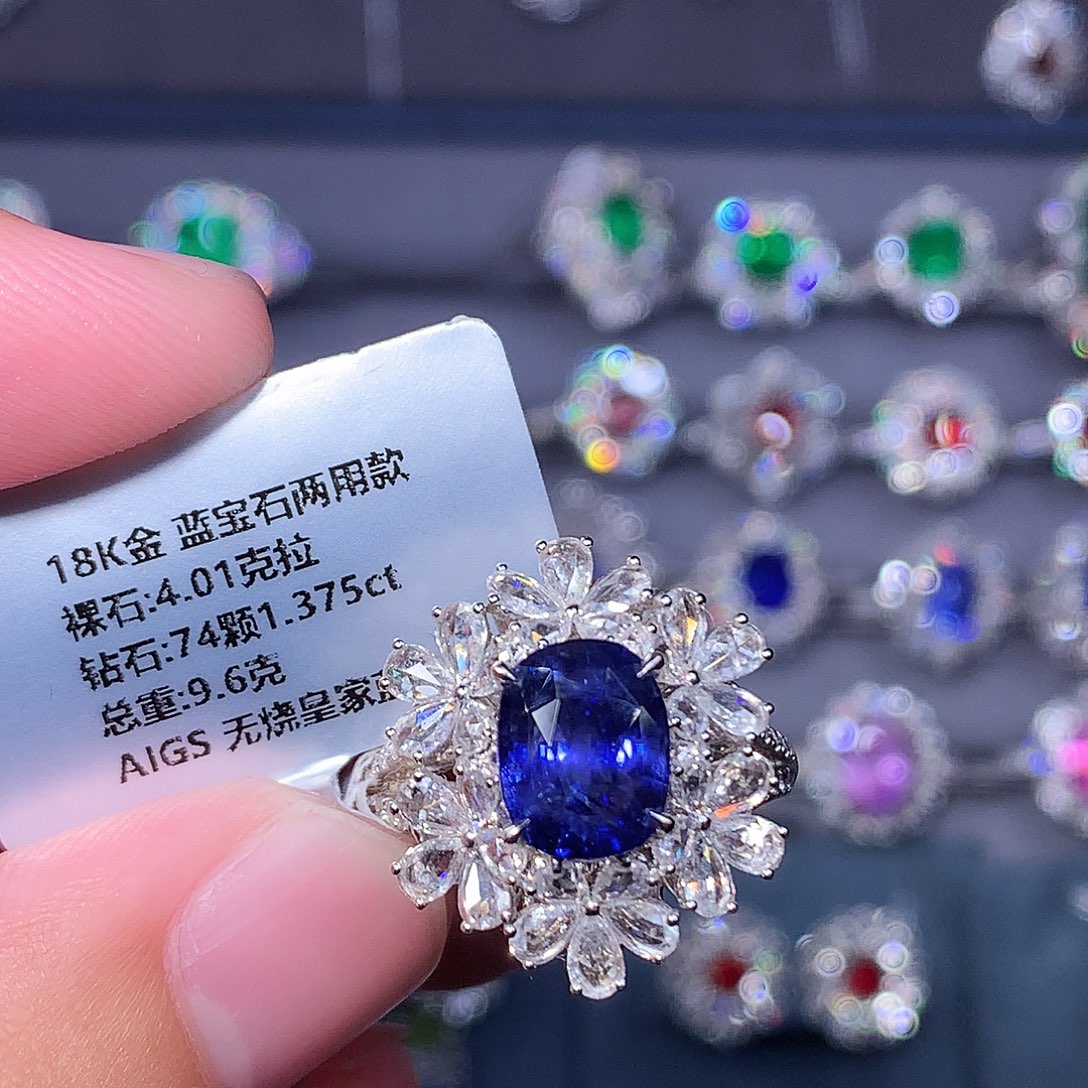 18K金 蓝宝石两用款
裸石:4.01克拉
钻石:74颗1.375ct
总重:9.6克
AIGS 无烧皇家